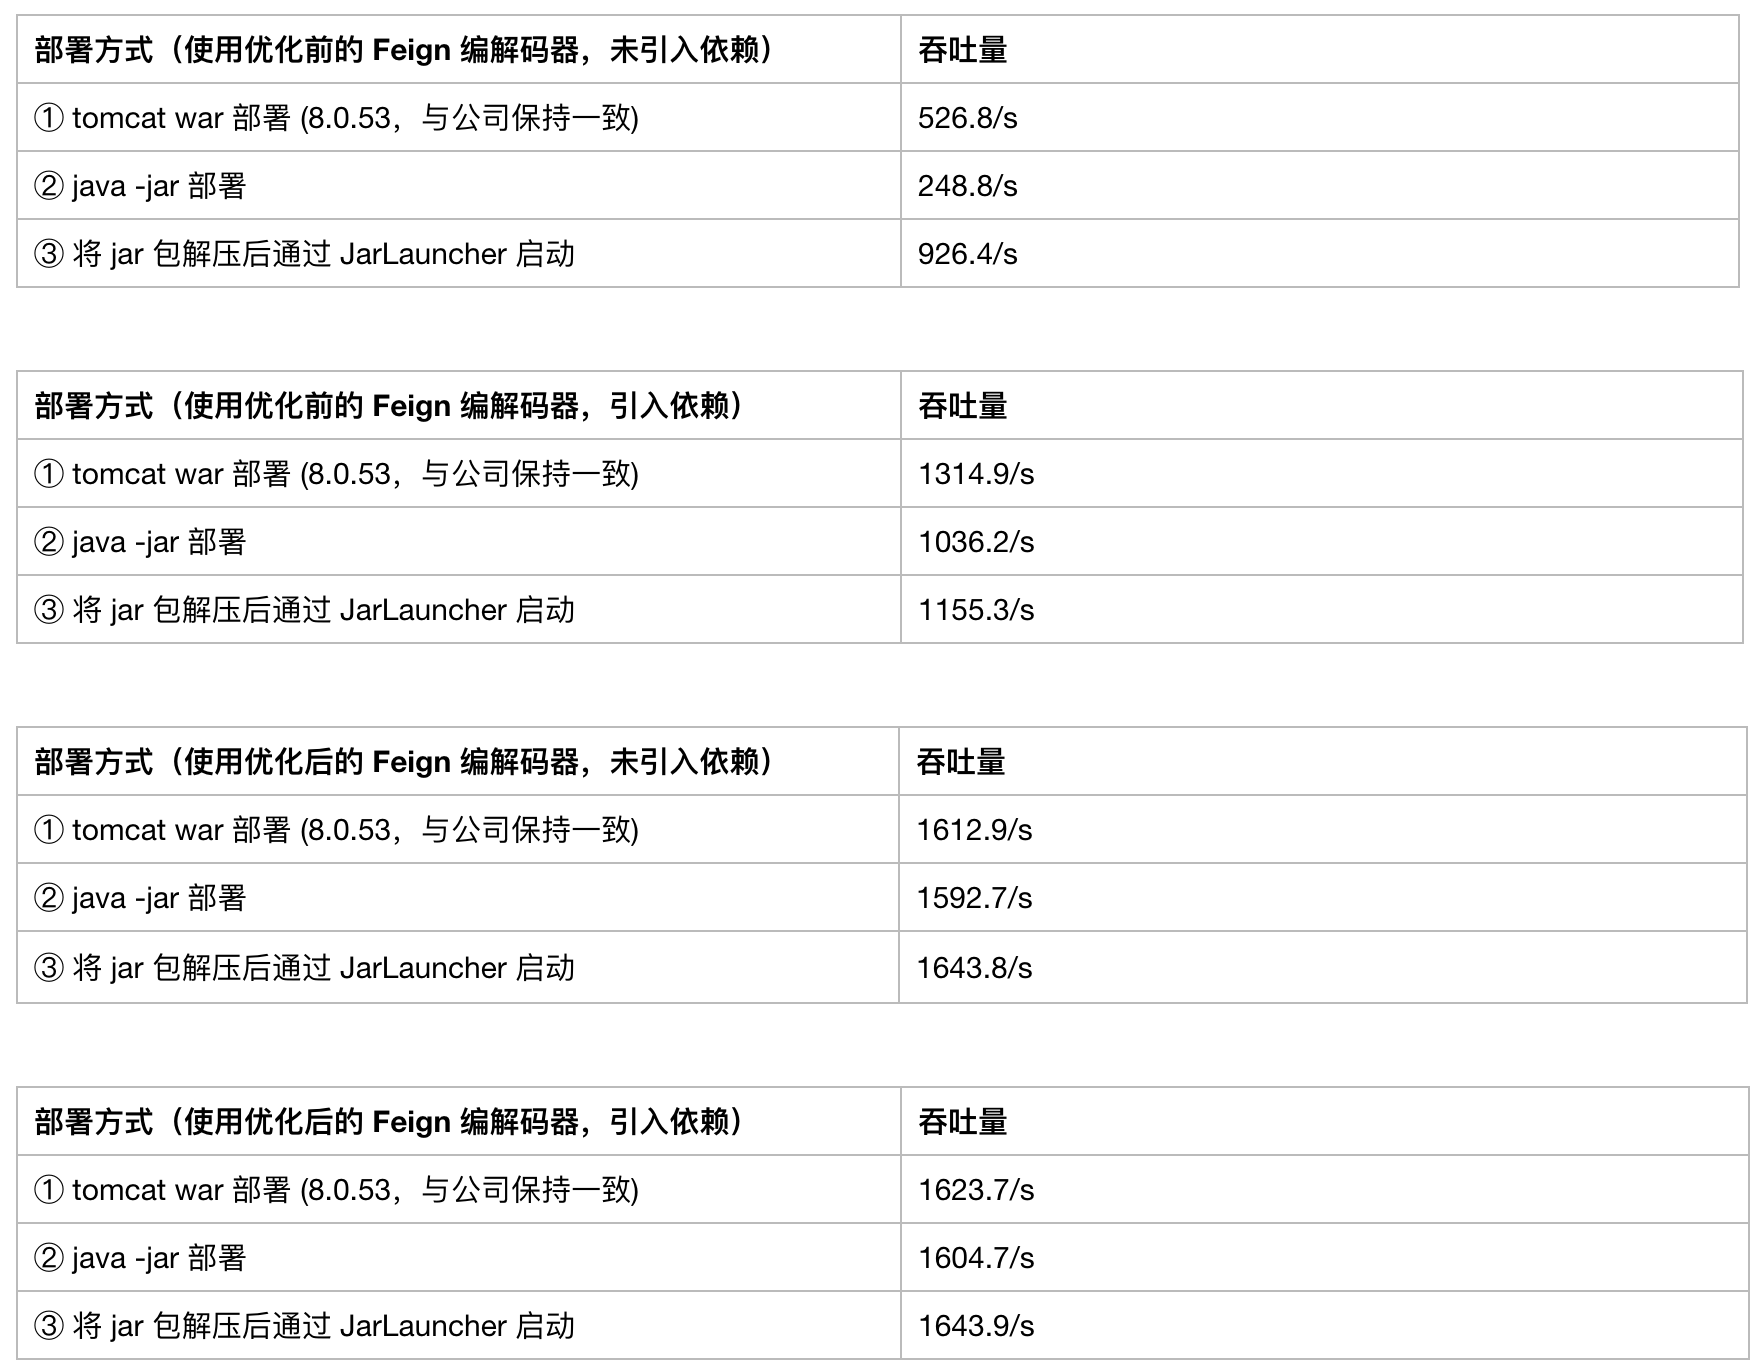 部署方式（使用优化前的 Feign 编解码器，未引入依赖） 吞吐量
① tomcat war 部署 (8.0.53，与公司保持一致) 526.8/s
② java -jar 部署 248.8/s
③ 将 jar 包解压后通过 JarLauncher 启动 926.4/s
部署方式（使用优化前的 Feign 编解码器，引入依赖） 吞吐量
① tomcat war 部署 (8.0.53，与公司保持一致) 1314.9/s
② java -jar 部署 1036.2/s
③ 将 jar 包解压后通过 JarLauncher 启动 1155.3/s
部署方式（使用优化后的 Feign 编解码器，未引入依赖） 吞吐量
① tomcat war 部署 (8.0.53，与公司保持一致) 1612.9/s
② java -jar 部署 1592.7/s
③ 将 jar 包解压后通过 JarLauncher 启动 1643.8/s
部署方式（使用优化后的 Feign 编解码器，引入依赖） 吞吐量
① tomcat war 部署 (8.0.53，与公司保持一致) 1623.7/s
② java -jar 部署 1604.7/s
③ 将 jar 包解压后通过 JarLauncher 启动 1643.9/s